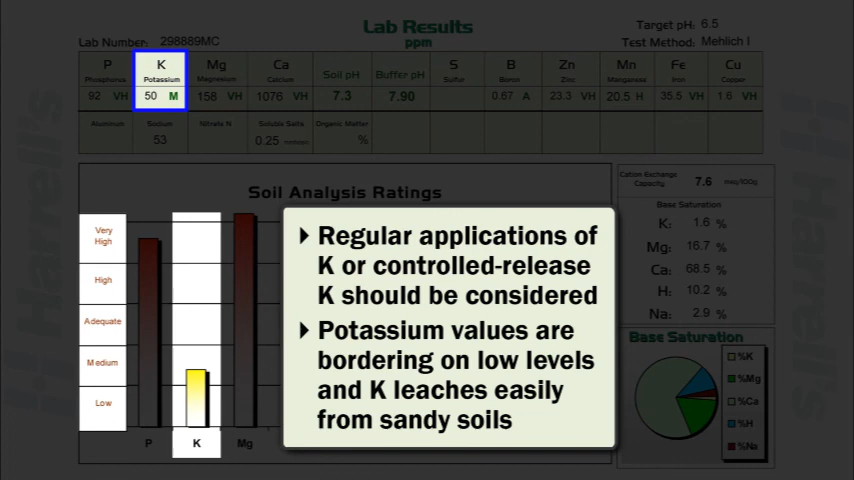 Lab Results
ppm
Target pH: 6.5
Lab Number: 298889MC
Test Method: Mehlich I
P K Mg Ca Soil pH Buffer pH S B Zn Mn Fe Cu
Phosphorus Potassium Magnesium Calcium Sulfur Boron Zinc Manganese Iron Copper
92 VH 50 M 158 VH 1076 VH 7.3 7.90 0.67 A 23.3 VH 20.5 H 35.5 VH 1.6 VH
Aluminum Sodium Nitrate N Soluble Salts Organic Matter
53 0.25 %
Harrell's
Soil Analysis Ratings
Very
High
High
Adequate
Medium
Low
P K Mg
Regular applications of
K or controlled-release
K should be considered
Potassium values are
bordering on low levels
and K leaches easily
from sandy soils
Cation Exchange
Capacity 7.6 meq/100g
Base Saturation
K: 1.6 %
Mg: 16.7 %
Ca: 68.5 %
H: 10.2 %
Na: 2.9 %
Base Saturation
%K
%Mg
%Ca
%H
%Na
Harrell's